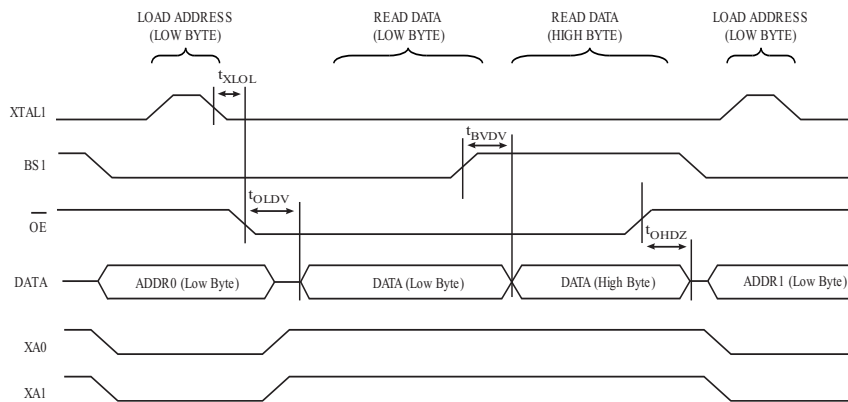 LOAD ADDRESS
(LOW BYTE)
READ DATA
(LOW BYTE)
READ DATA
(HIGH BYTE)
LOAD ADDRESS
(LOW BYTE)
tXLOL
XTAL1
tBVDV
BS1
tOLDV
OE
tOHDZ
DATA
ADDR0 (Low Byte)
DATA (Low Byte)
DATA (High Byte)
ADDR1 (Low Byte)
XA0
XA1